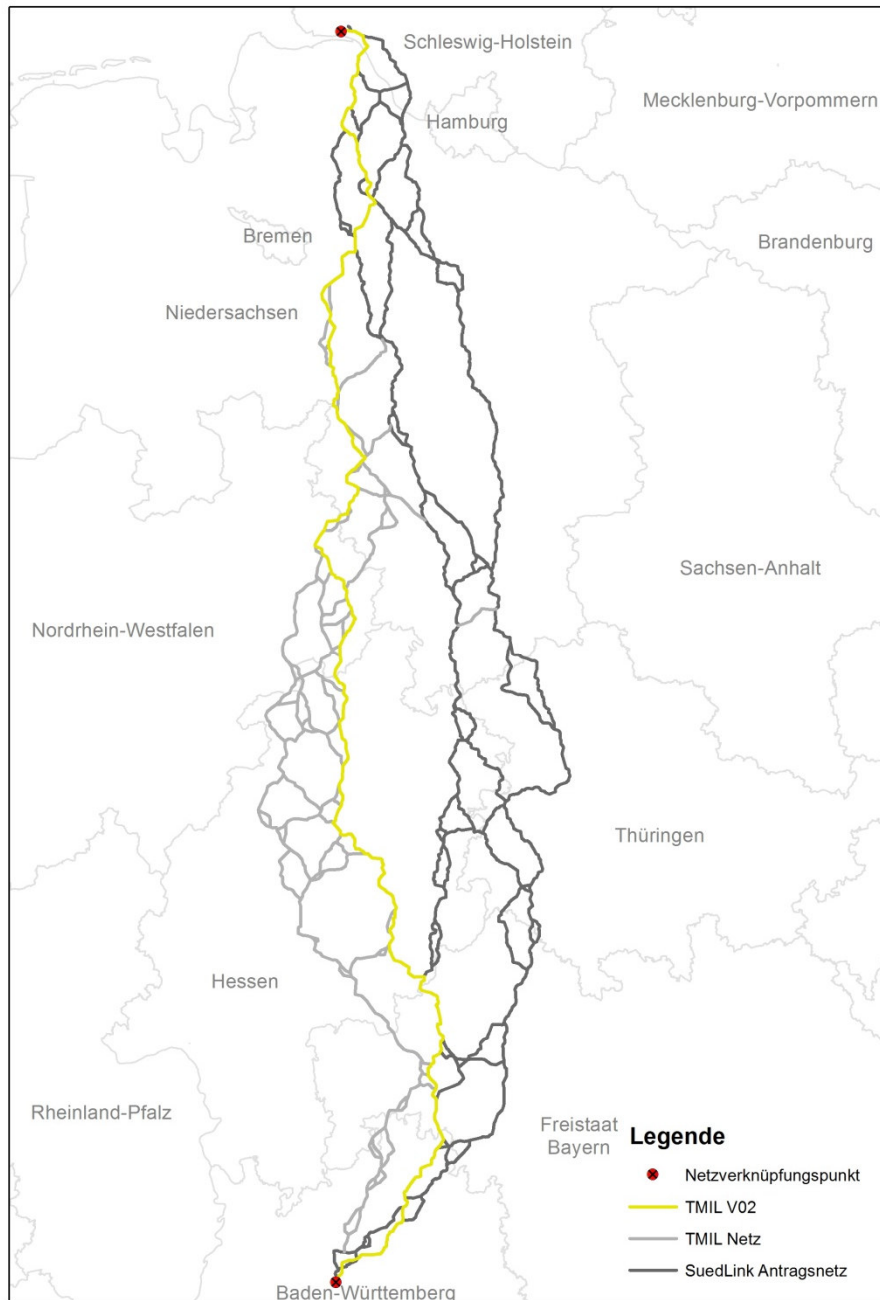 Schleswig-Holstein
Mecklenburg-Vorpommern
Hamburg
Bremen
Brandenburg
Niedersachsen
Sachsen-Anhalt
Nordrhein-Westfalen
Thüringen
Hessen
Rheinland-Pfalz
Freistaat
Bayern
Baden-Württemberg
Legende
Netzverknüpfungspunkt
TMIL V02
TMIL Netz
SuedLink Antragsnetz